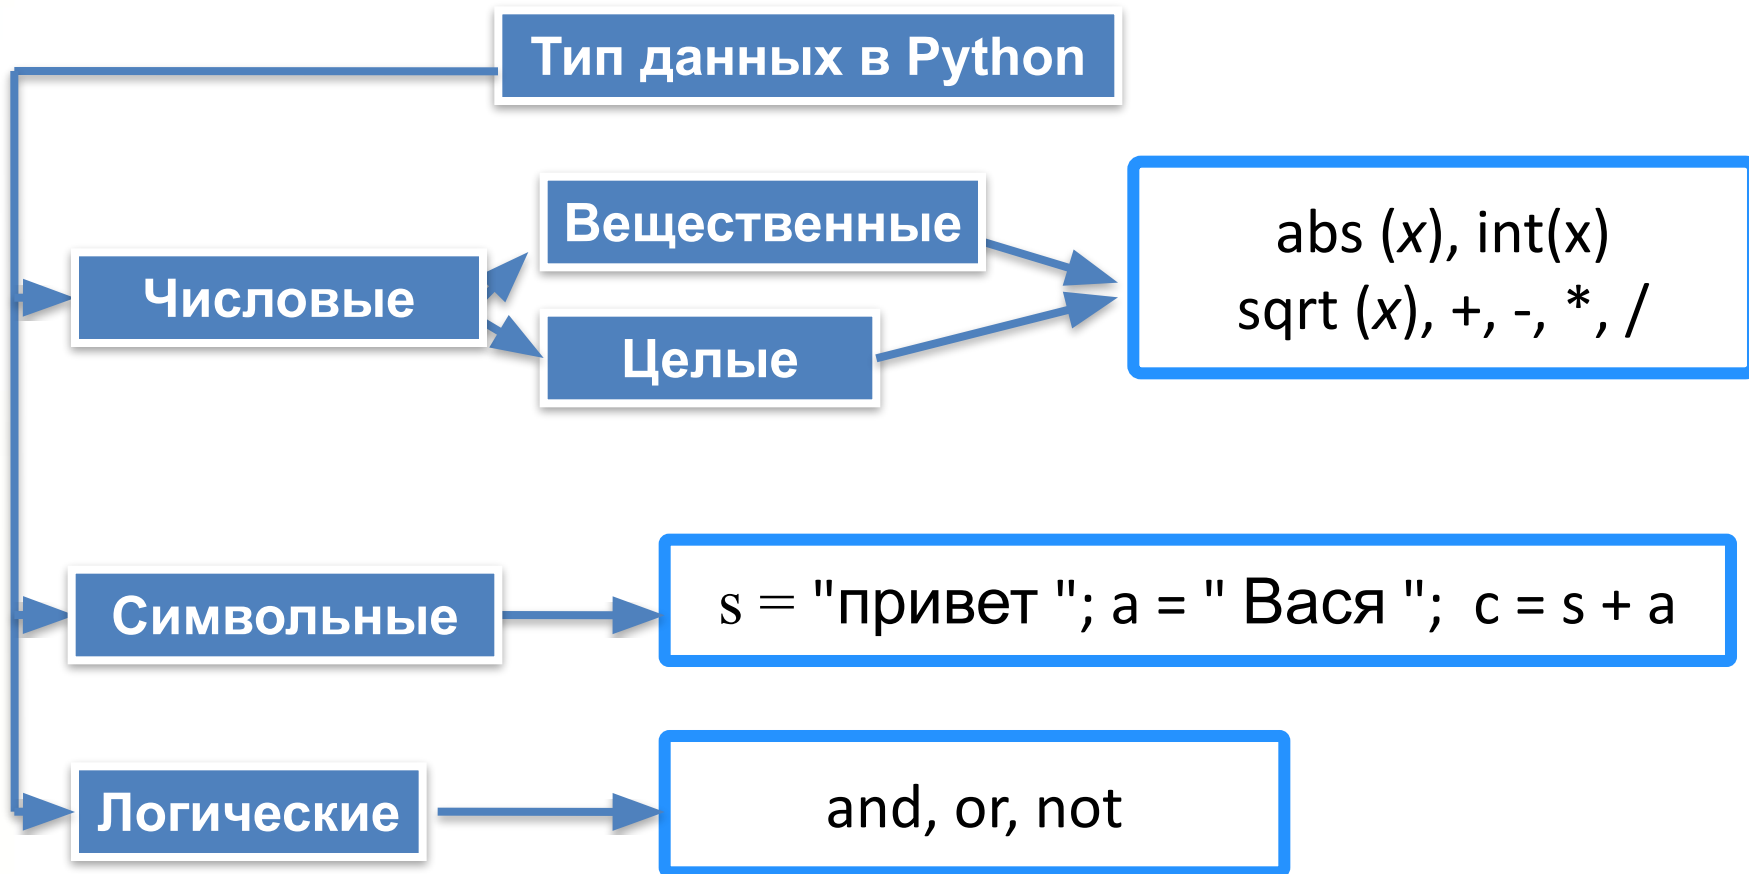 Тип данных в Python
Вещественные
abs (x), int(x)
sqrt (x), +, -, *, /
Числовые
Целые
Символьные
s = "привет "; a = " Вася ";  c = s + a
Логические
and, or, not